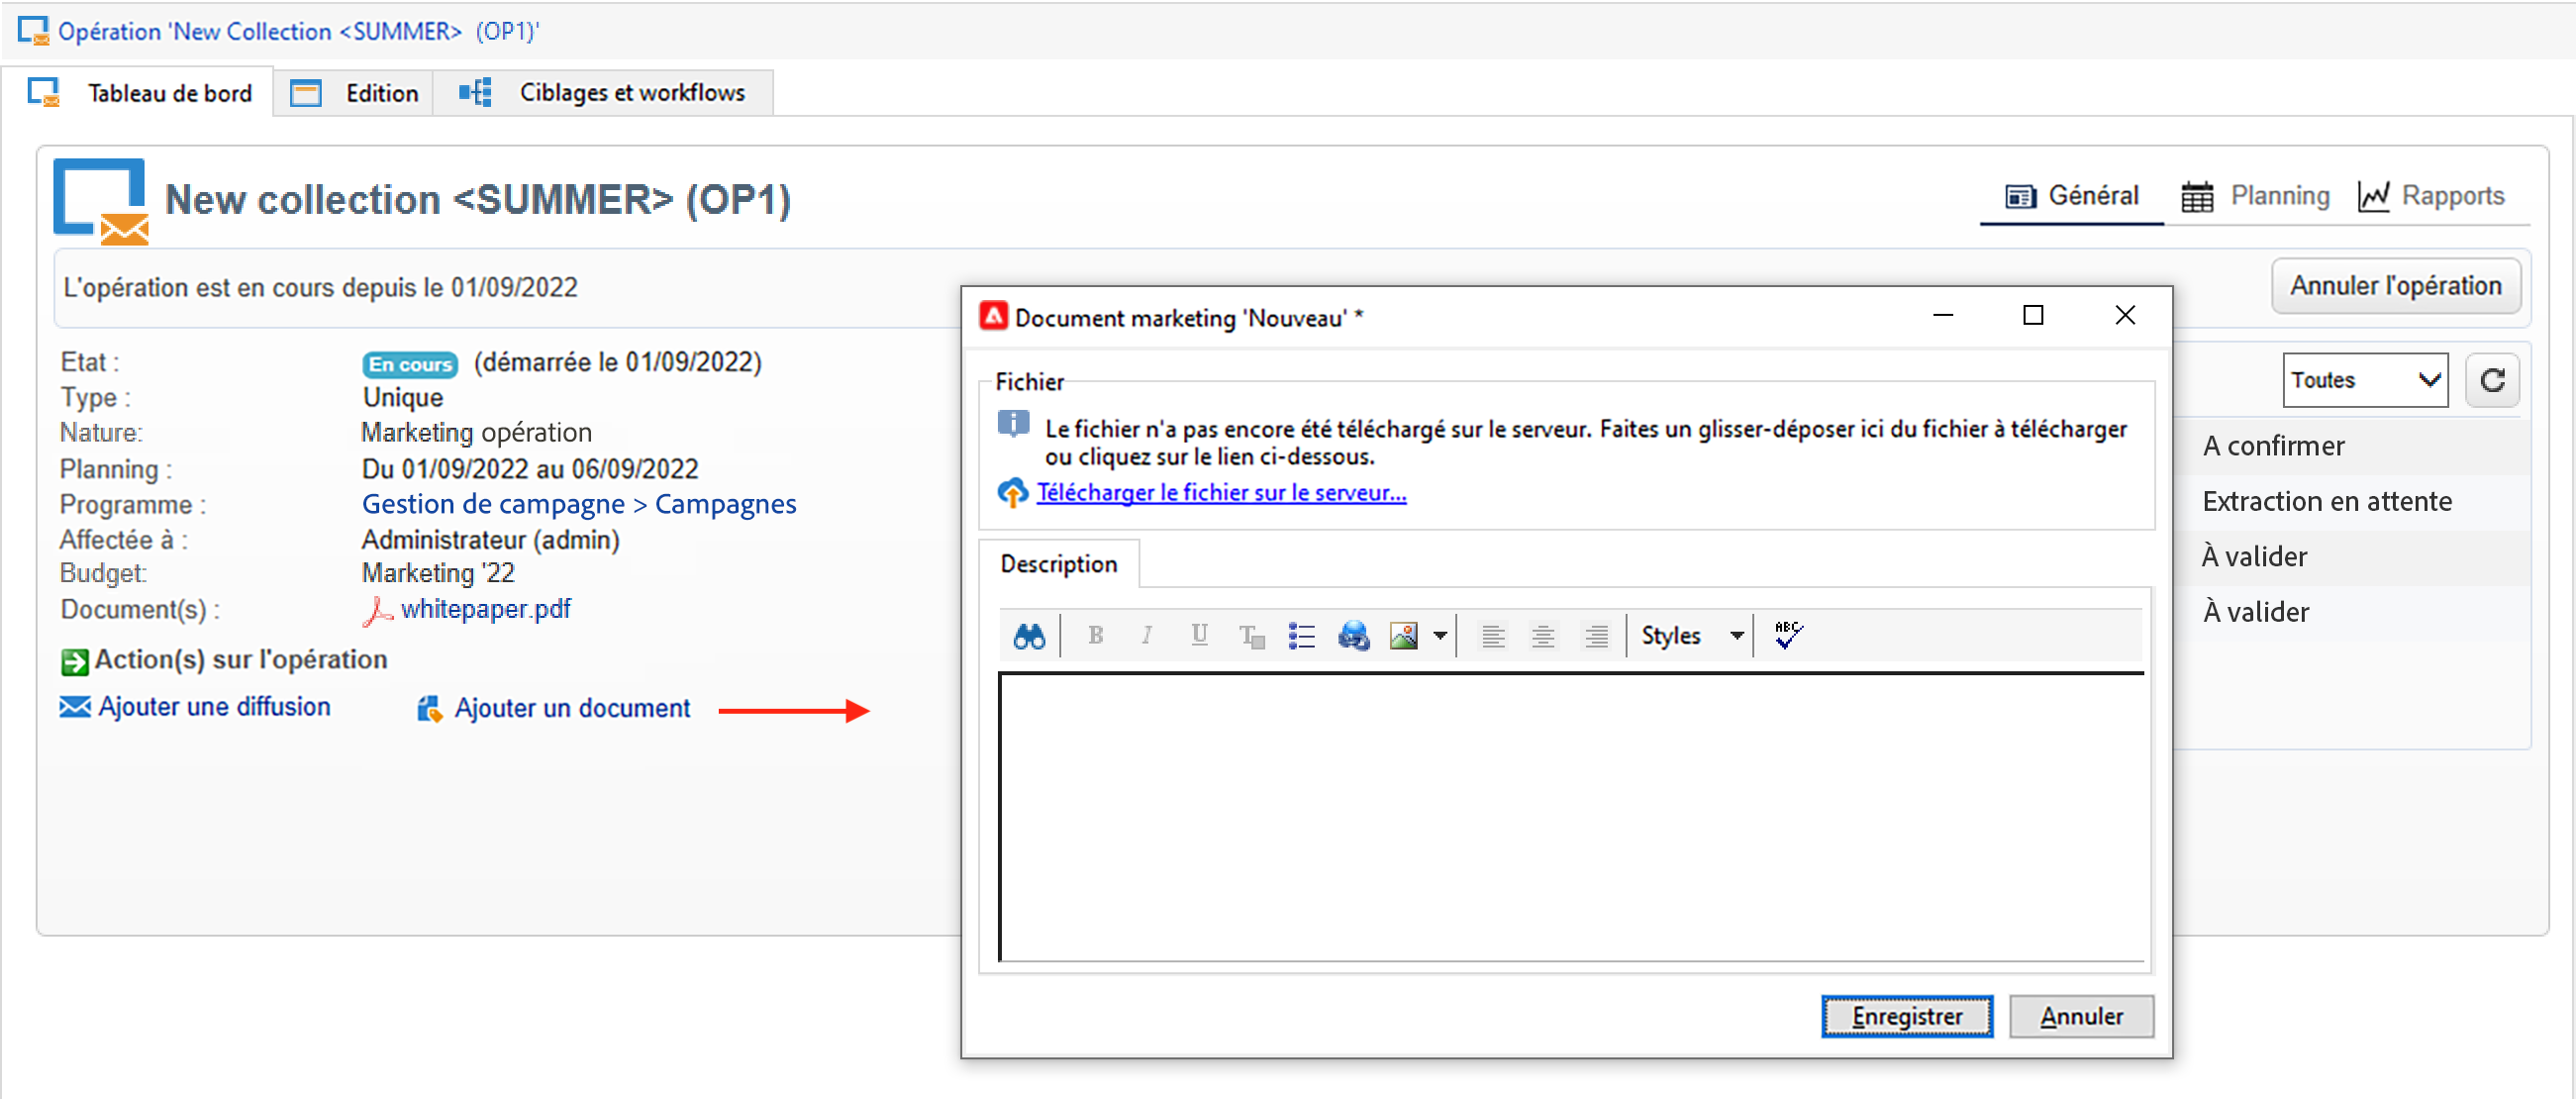 Opération 'New Collection <SUMMER> (OP1)'
Tableau de bord
Edition
Ciblages et workflows
New collection <SUMMER> (OP1)
Général
Planning
Rapports
L'opération est en cours depuis le 01/09/2022
Annuler l'opération
Etat :
En cours (démarrée le 01/09/2022)
Type :
Unique
Nature:
Marketing opération
Planning :
Du 01/09/2022 au 06/09/2022
Programme :
Gestion de campagne > Campagnes
Affectée à :
Administrateur (admin)
Budget:
Marketing '22
Document(s) :
whitepaper.pdf
Action(s) sur l'opération
Ajouter une diffusion
Ajouter un document
Document marketing 'Nouveau' *
Fichier
Le fichier n'a pas encore été téléchargé sur le serveur. Faites un glisser-déposer ici du fichier à télécharger
ou cliquez sur le lien ci-dessous.
Télécharger le fichier sur le serveur...
Description
B I U T
Styles
ABC
Enregistrer
Annuler
Toutes
A confirmer
Extraction en attente
À valider
À valider